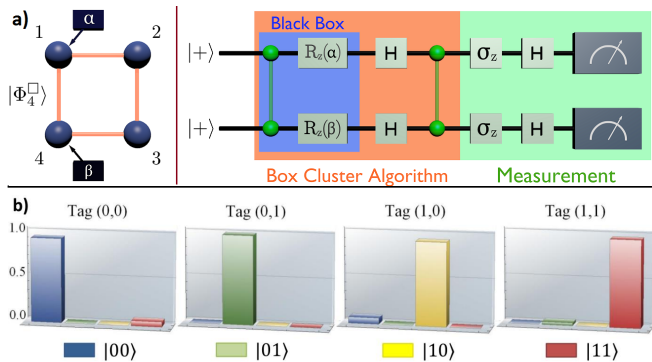 a)
α
1
2
|Φ₄□⟩
4
3
β
Black Box
|+⟩ Rz(α) H σz H
|+⟩ Rz(β) H σz H
Box Cluster Algorithm
Measurement
b)
Tag (0,0) Tag (0,1) Tag (1,0) Tag (1,1)
1.0
0.5
0.0
|00⟩ |01⟩ |10⟩ |11⟩